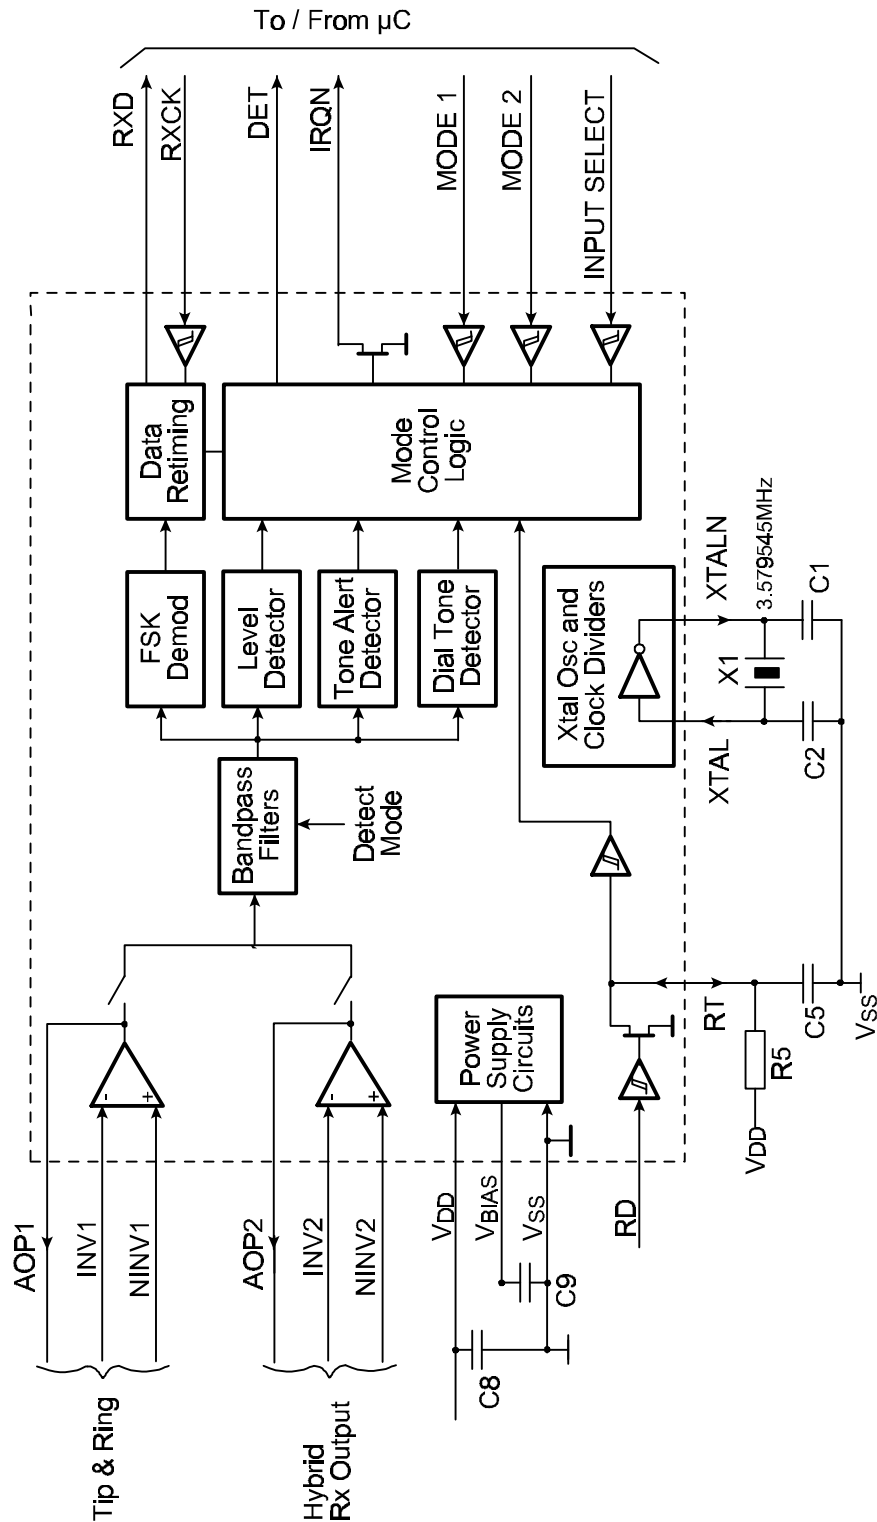 To / From µC
RXD
RXCK
DET
IRQN
MODE 1
MODE 2
INPUT SELECT
Data
Retiming
Mode
Control
Logic
FSK
Demod
Level
Detector
Tone Alert
Detector
Dial Tone
Detector
Xtal Osc and
Clock Dividers
XTALN
XTAL
3.579545MHz
X1
C1
C2
Bandpass
Filters
Detect
Mode
Power
Supply
Circuits
RT
C5
VSS
R5
VDD
-
+
-
+
AOP1
INV1
NINV1
AOP2
INV2
NINV2
VDD
VBIAS
VSS
RD
C9
C8
Tip & Ring
Hybrid
Rx Output